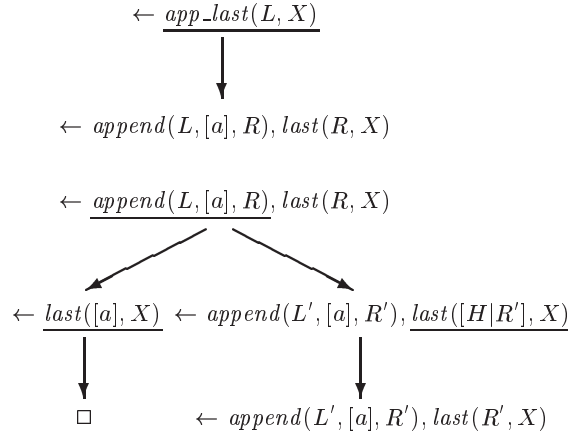 ← app_last(L, X)
← append(L, [a], R), last(R, X)
← append(L, [a], R), last(R, X)
← last([a], X) ← append(L′, [a], R′), last([H|R′], X)
□ ← append(L′, [a], R′), last(R′, X)